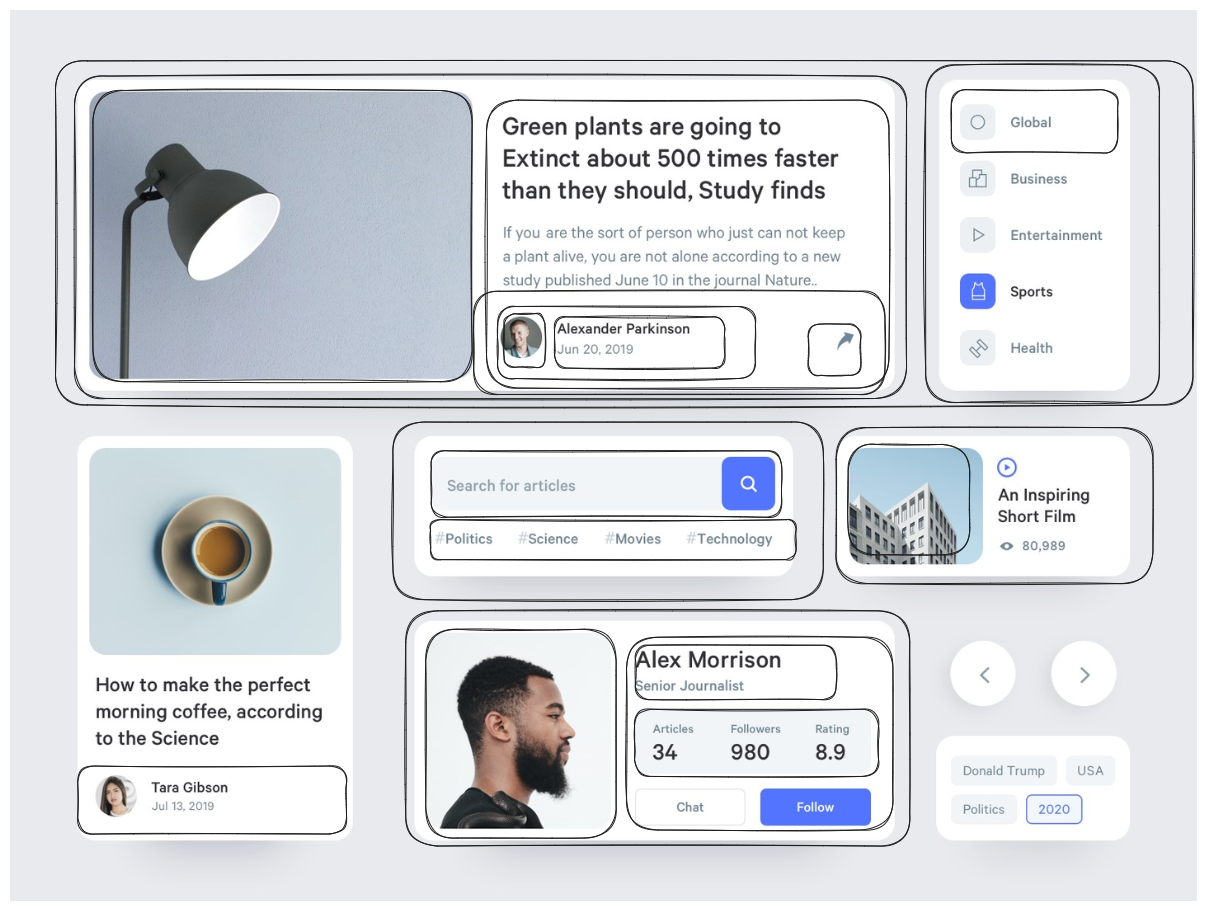 Green plants are going to
Extinct about 500 times faster
than they should, Study finds
If you are the sort of person who just can not keep
a plant alive, you are not alone according to a new
study published June 10 in the journal Nature..
Alexander Parkinson
Jun 20, 2019
Global
Business
Entertainment
Sports
Health
How to make the perfect
morning coffee, according
to the Science
Tara Gibson
Jul 13, 2019
Search for articles
#Politics #Science #Movies #Technology
An Inspiring
Short Film
80,989
Alex Morrison
Senior Journalist
Articles Followers Rating
34 980 8.9
Chat Follow
Donald Trump USA
Politics 2020